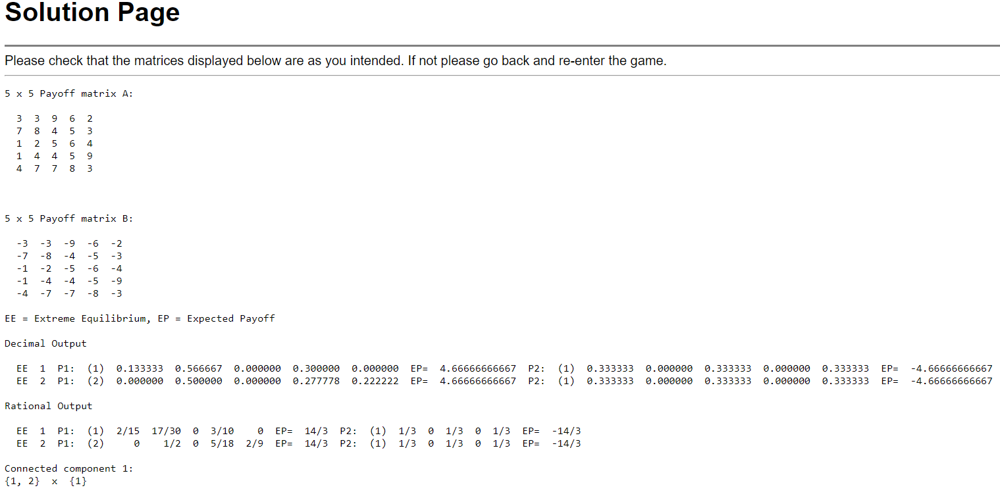 Solution Page
Please check that the matrices displayed below are as you intended. If not please go back and re-enter the game.
5 x 5 Payoff matrix A:
3 3 9 6 2
7 8 4 5 3
1 2 5 6 4
1 4 4 5 9
4 7 7 8 3
5 x 5 Payoff matrix B:
-3 -3 -9 -6 -2
-7 -8 -4 -5 -3
-1 -2 -5 -6 -4
-1 -4 -4 -5 -9
-4 -7 -7 -8 -3
EE = Extreme Equilibrium, EP = Expected Payoff
Decimal Output
EE 1 P1: (1) 0.133333 0.566667 0.000000 0.300000 0.000000 EP= 4.66666666667 P2: (1) 0.333333 0.000000 0.333333 0.000000 0.333333 EP= -4.66666666667
EE 2 P1: (2) 0.000000 0.500000 0.000000 0.277778 0.222222 EP= 4.66666666667 P2: (1) 0.333333 0.000000 0.333333 0.000000 0.333333 EP= -4.66666666667
Rational Output
EE 1 P1: (1) 2/15 17/30 0 3/10 0 EP= 14/3 P2: (1) 1/3 0 1/3 0 1/3 EP= -14/3
EE 2 P1: (2) 0 1/2 0 5/18 2/9 EP= 14/3 P2: (1) 1/3 0 1/3 0 1/3 EP= -14/3
Connected component 1:
{1, 2} x {1}